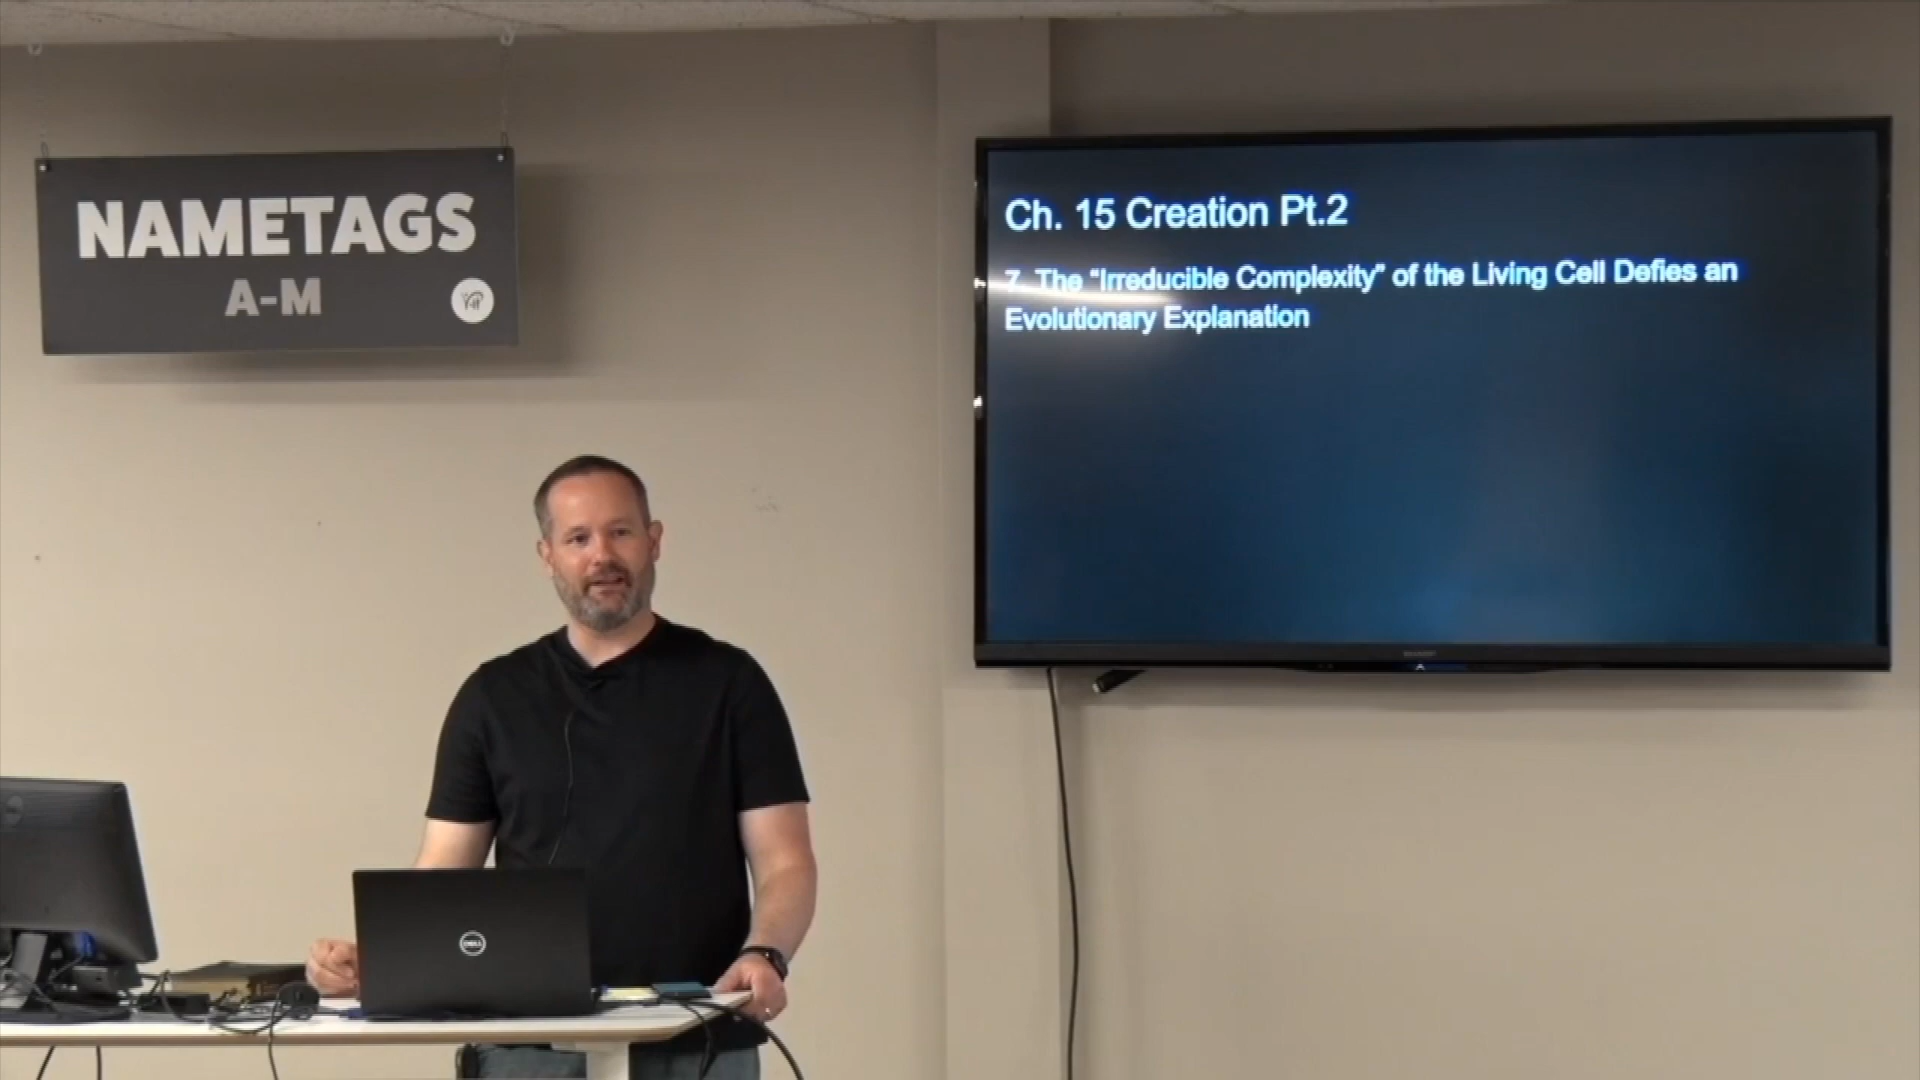 NAMETAGS
A-M
Ch. 15 Creation Pt.2
7. The “Irreducible Complexity” of the Living Cell Defies an
Evolutionary Explanation
DELL
SHARP